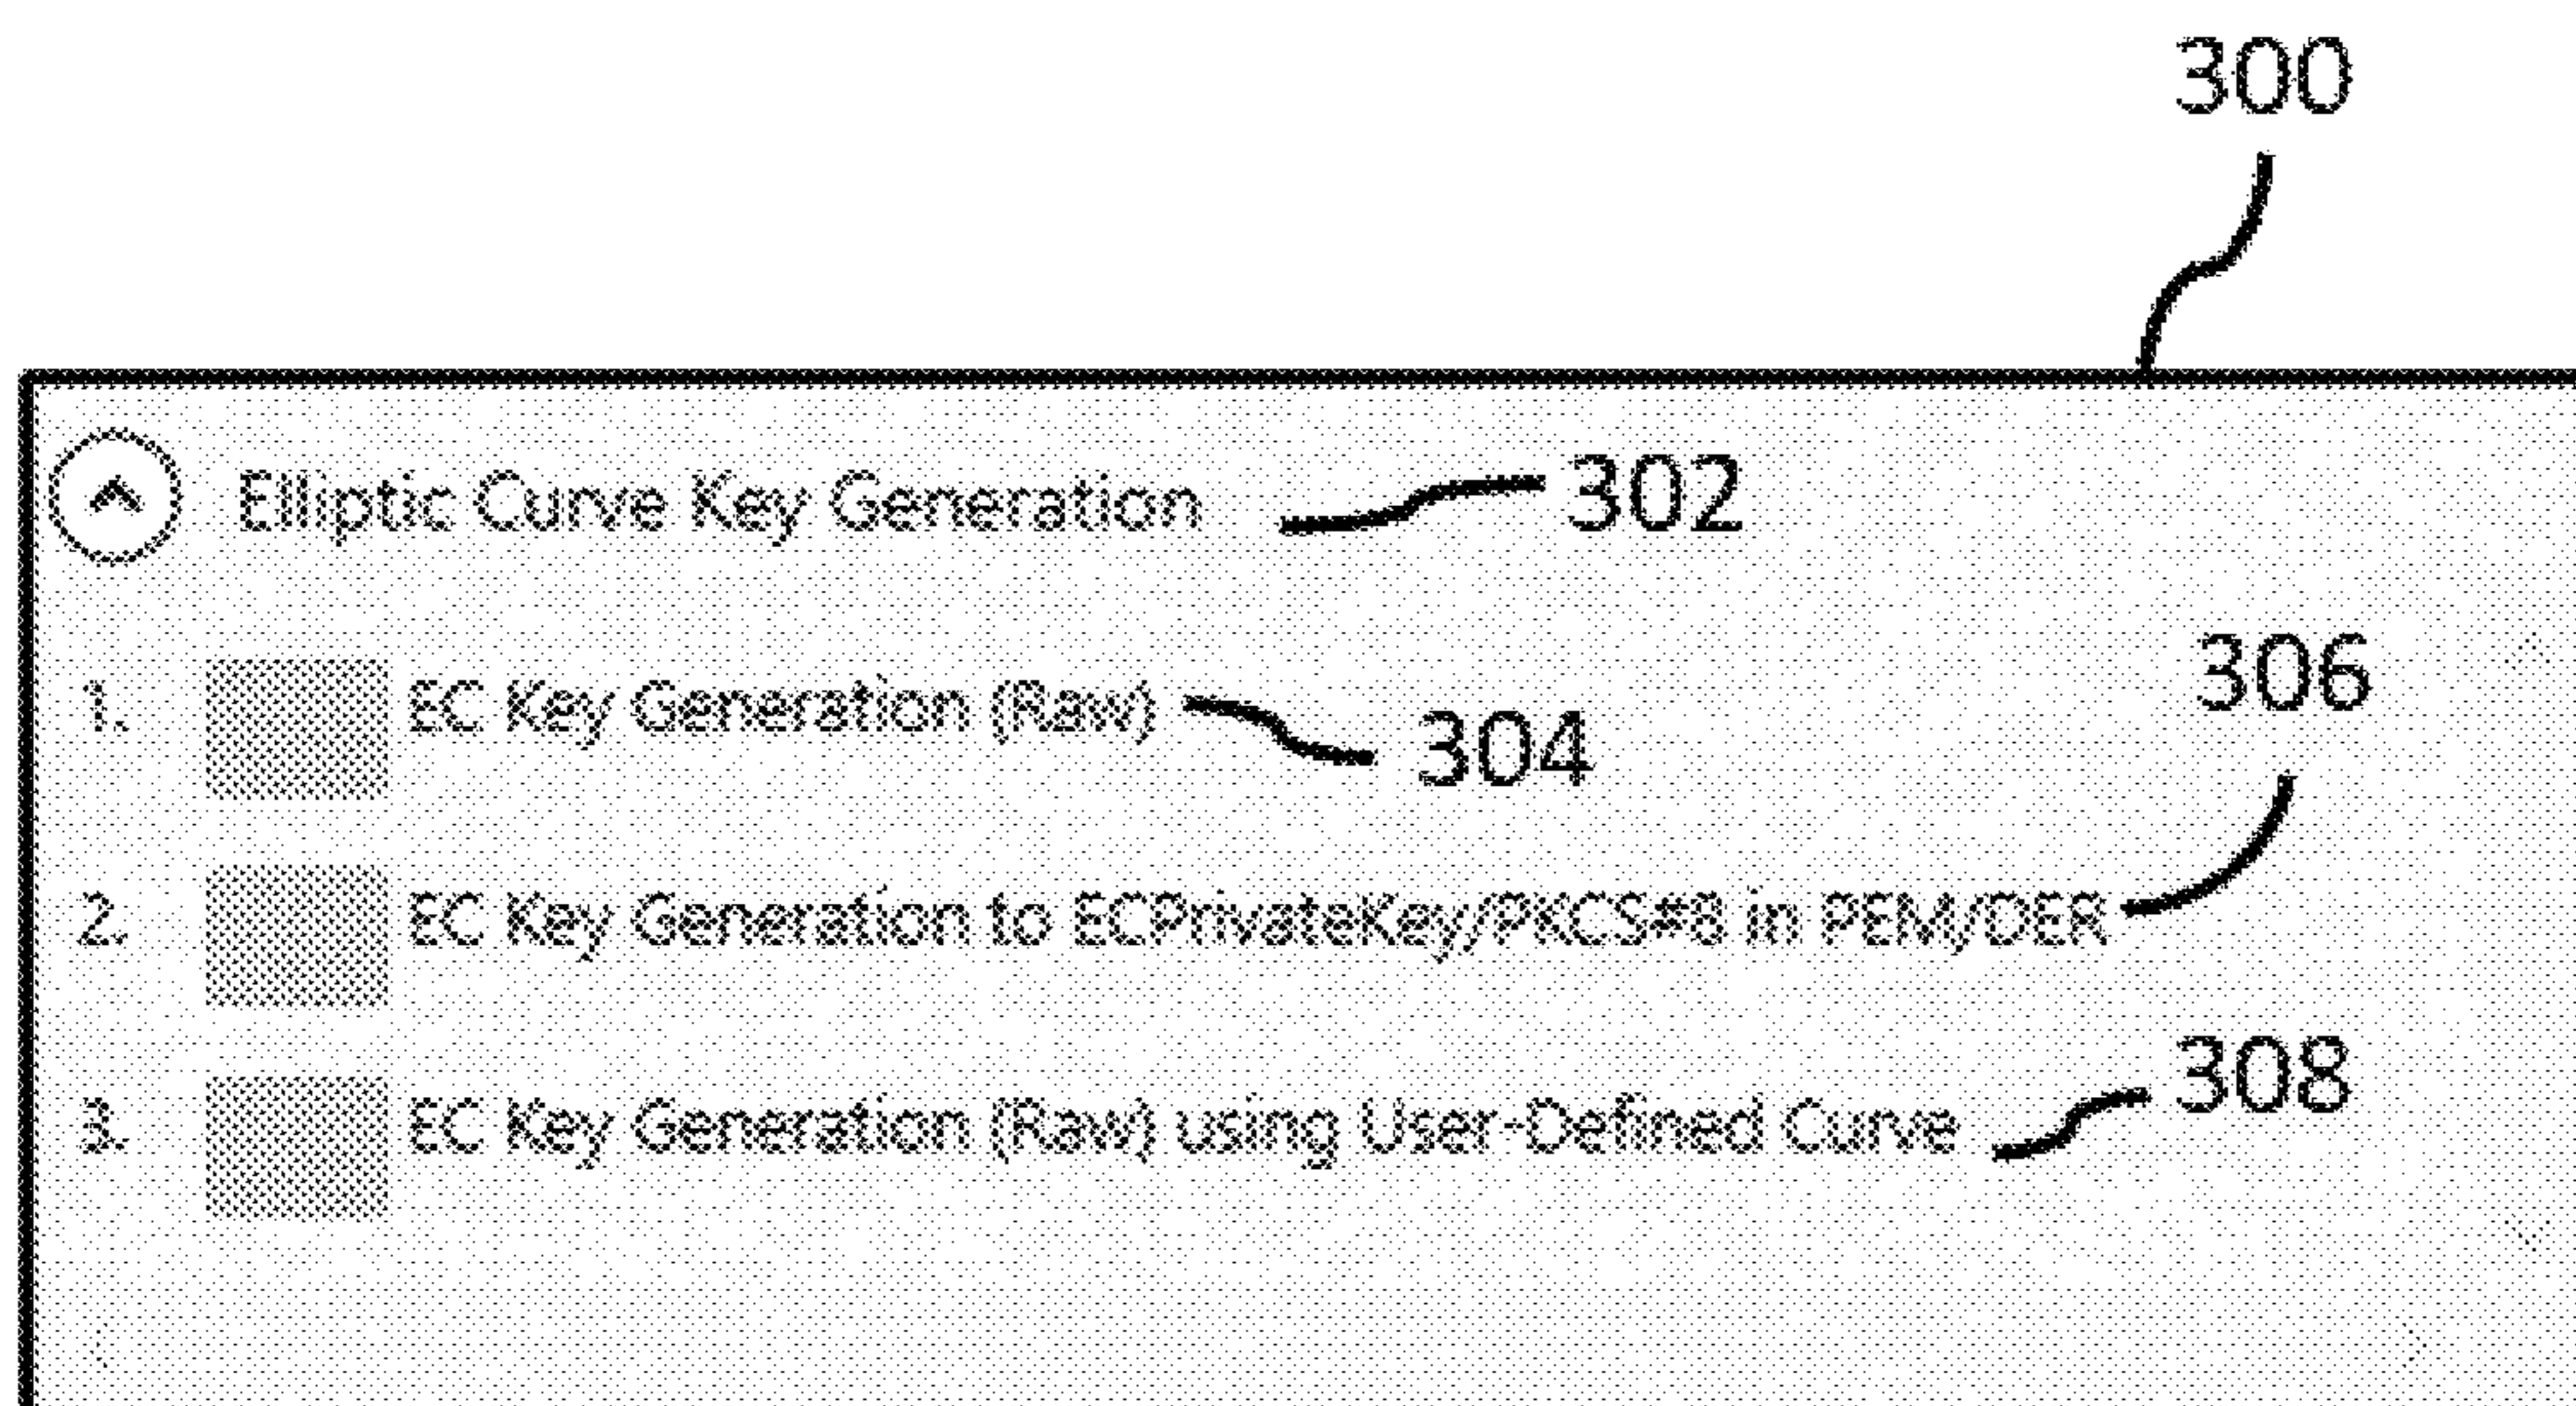 300
Elliptic Curve Key Generation 302
306
1. EC Key Generation (Raw) 304
2. EC Key Generation to ECPrivateKey/PKCS#8 in PEM/DER
308
3. EC Key Generation (Raw) using User-Defined Curve